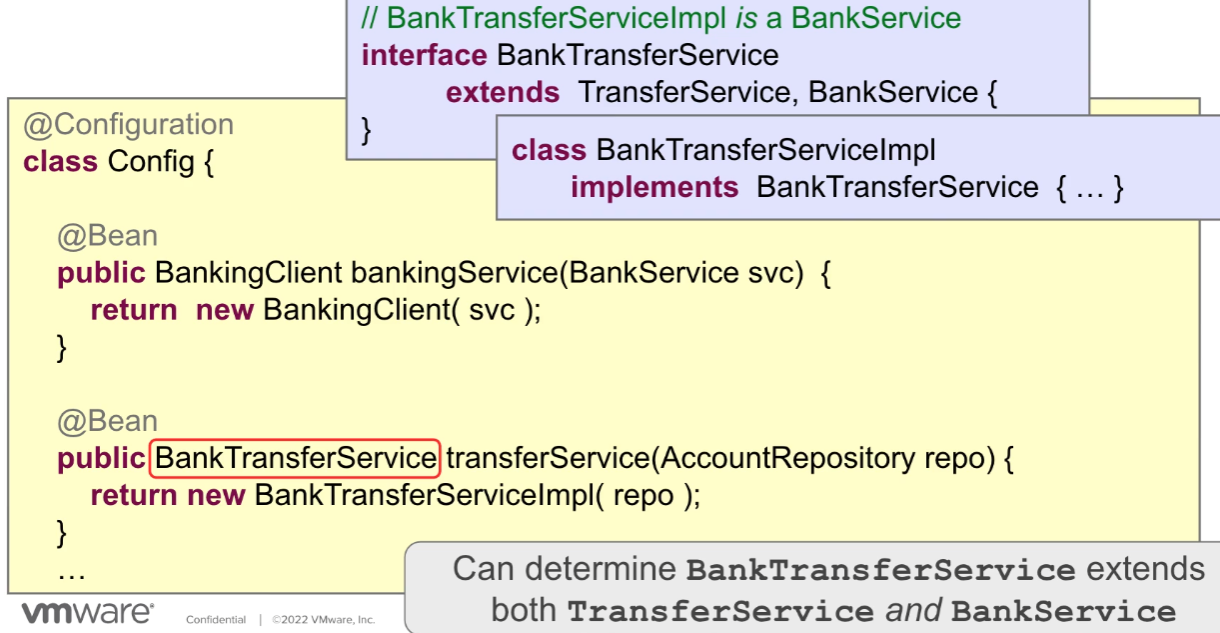 // BankTransferServiceImpl is a BankService
interface BankTransferService
extends TransferService, BankService {
}
class BankTransferServiceImpl
implements BankTransferService { … }
@Configuration
class Config {
@Bean
public BankingClient bankingService(BankService svc) {
return new BankingClient( svc );
}
@Bean
public BankTransferService transferService(AccountRepository repo) {
return new BankTransferServiceImpl( repo );
}
…
Can determine BankTransferService extends
both TransferService and BankService
vmware®
Confidential | ©2022 VMware, Inc.